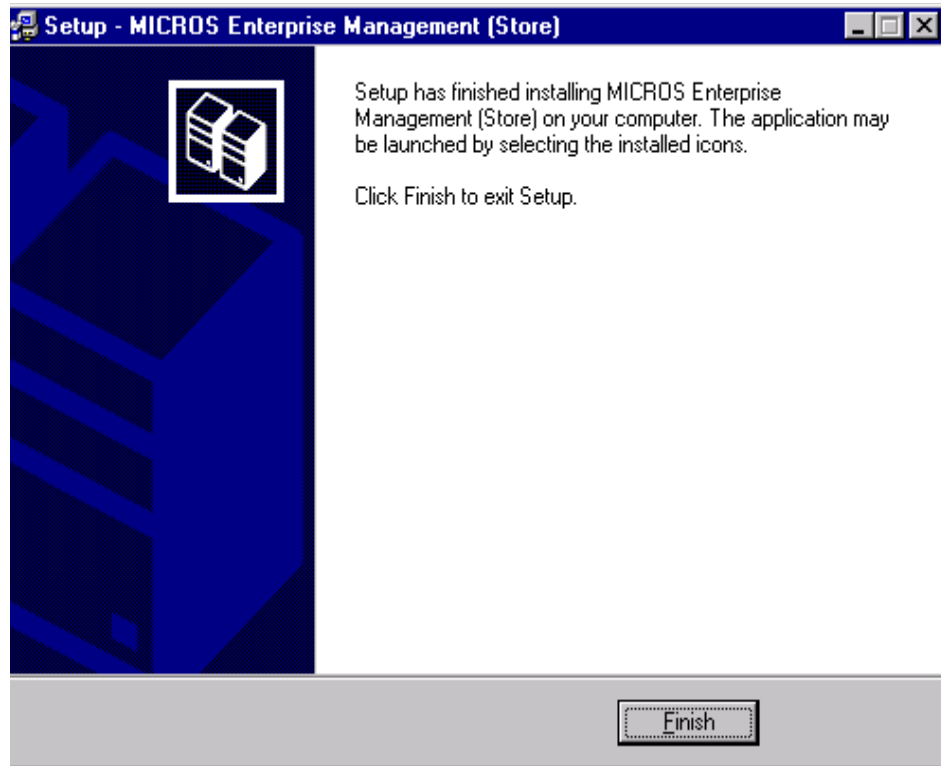 Setup - MICROS Enterprise Management (Store)
Setup has finished installing MICROS Enterprise
Management (Store) on your computer. The application may
be launched by selecting the installed icons.
Click Finish to exit Setup.
Finish